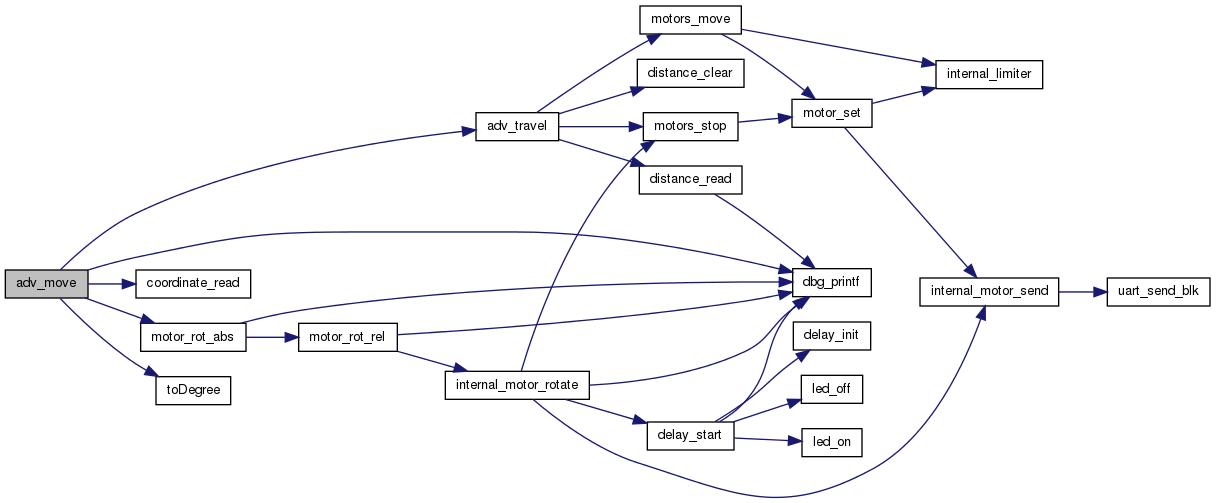 motors_move
distance_clear
internal_limiter
adv_travel
motors_stop
motor_set
distance_read
adv_move
coordinate_read
dbg_printf
internal_motor_send
uart_send_blk
motor_rot_abs
motor_rot_rel
delay_init
toDegree
internal_motor_rotate
led_off
delay_start
led_on